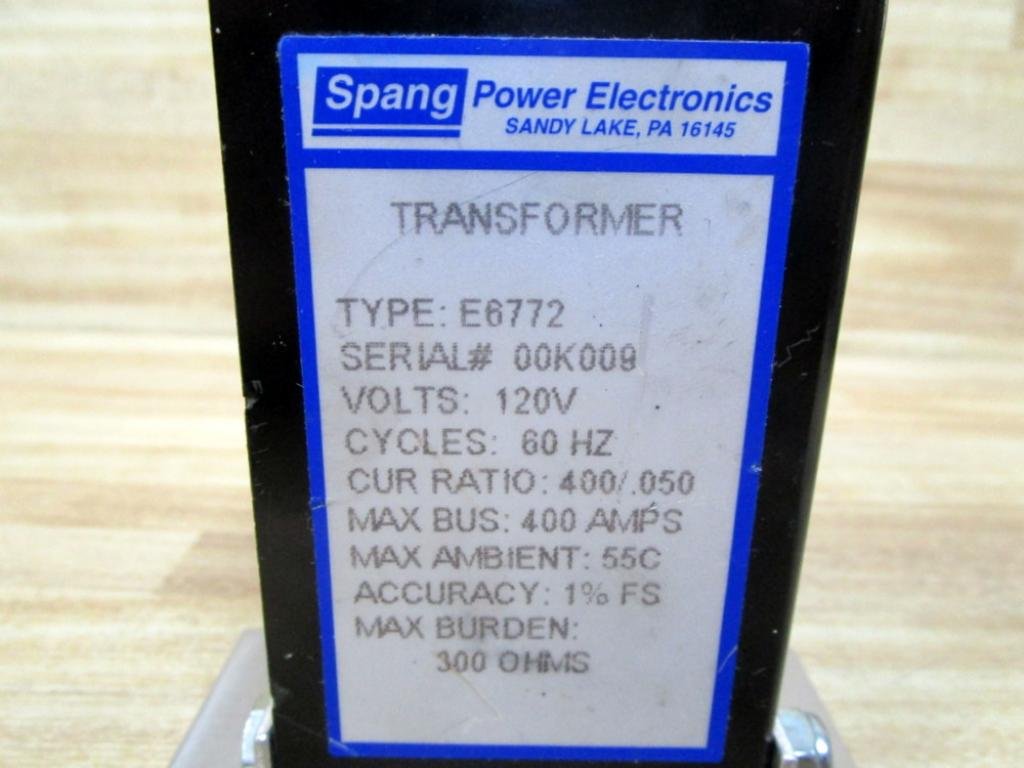 Spang Power Electronics
SANDY LAKE, PA 16145
TRANSFORMER
TYPE: E6772
SERIAL# 00K009
VOLTS: 120V
CYCLES: 60 HZ
CUR RATIO: 400/.050
MAX BUS: 400 AMPS
MAX AMBIENT: 55C
ACCURACY: 1% FS
MAX BURDEN:
300 OHMS